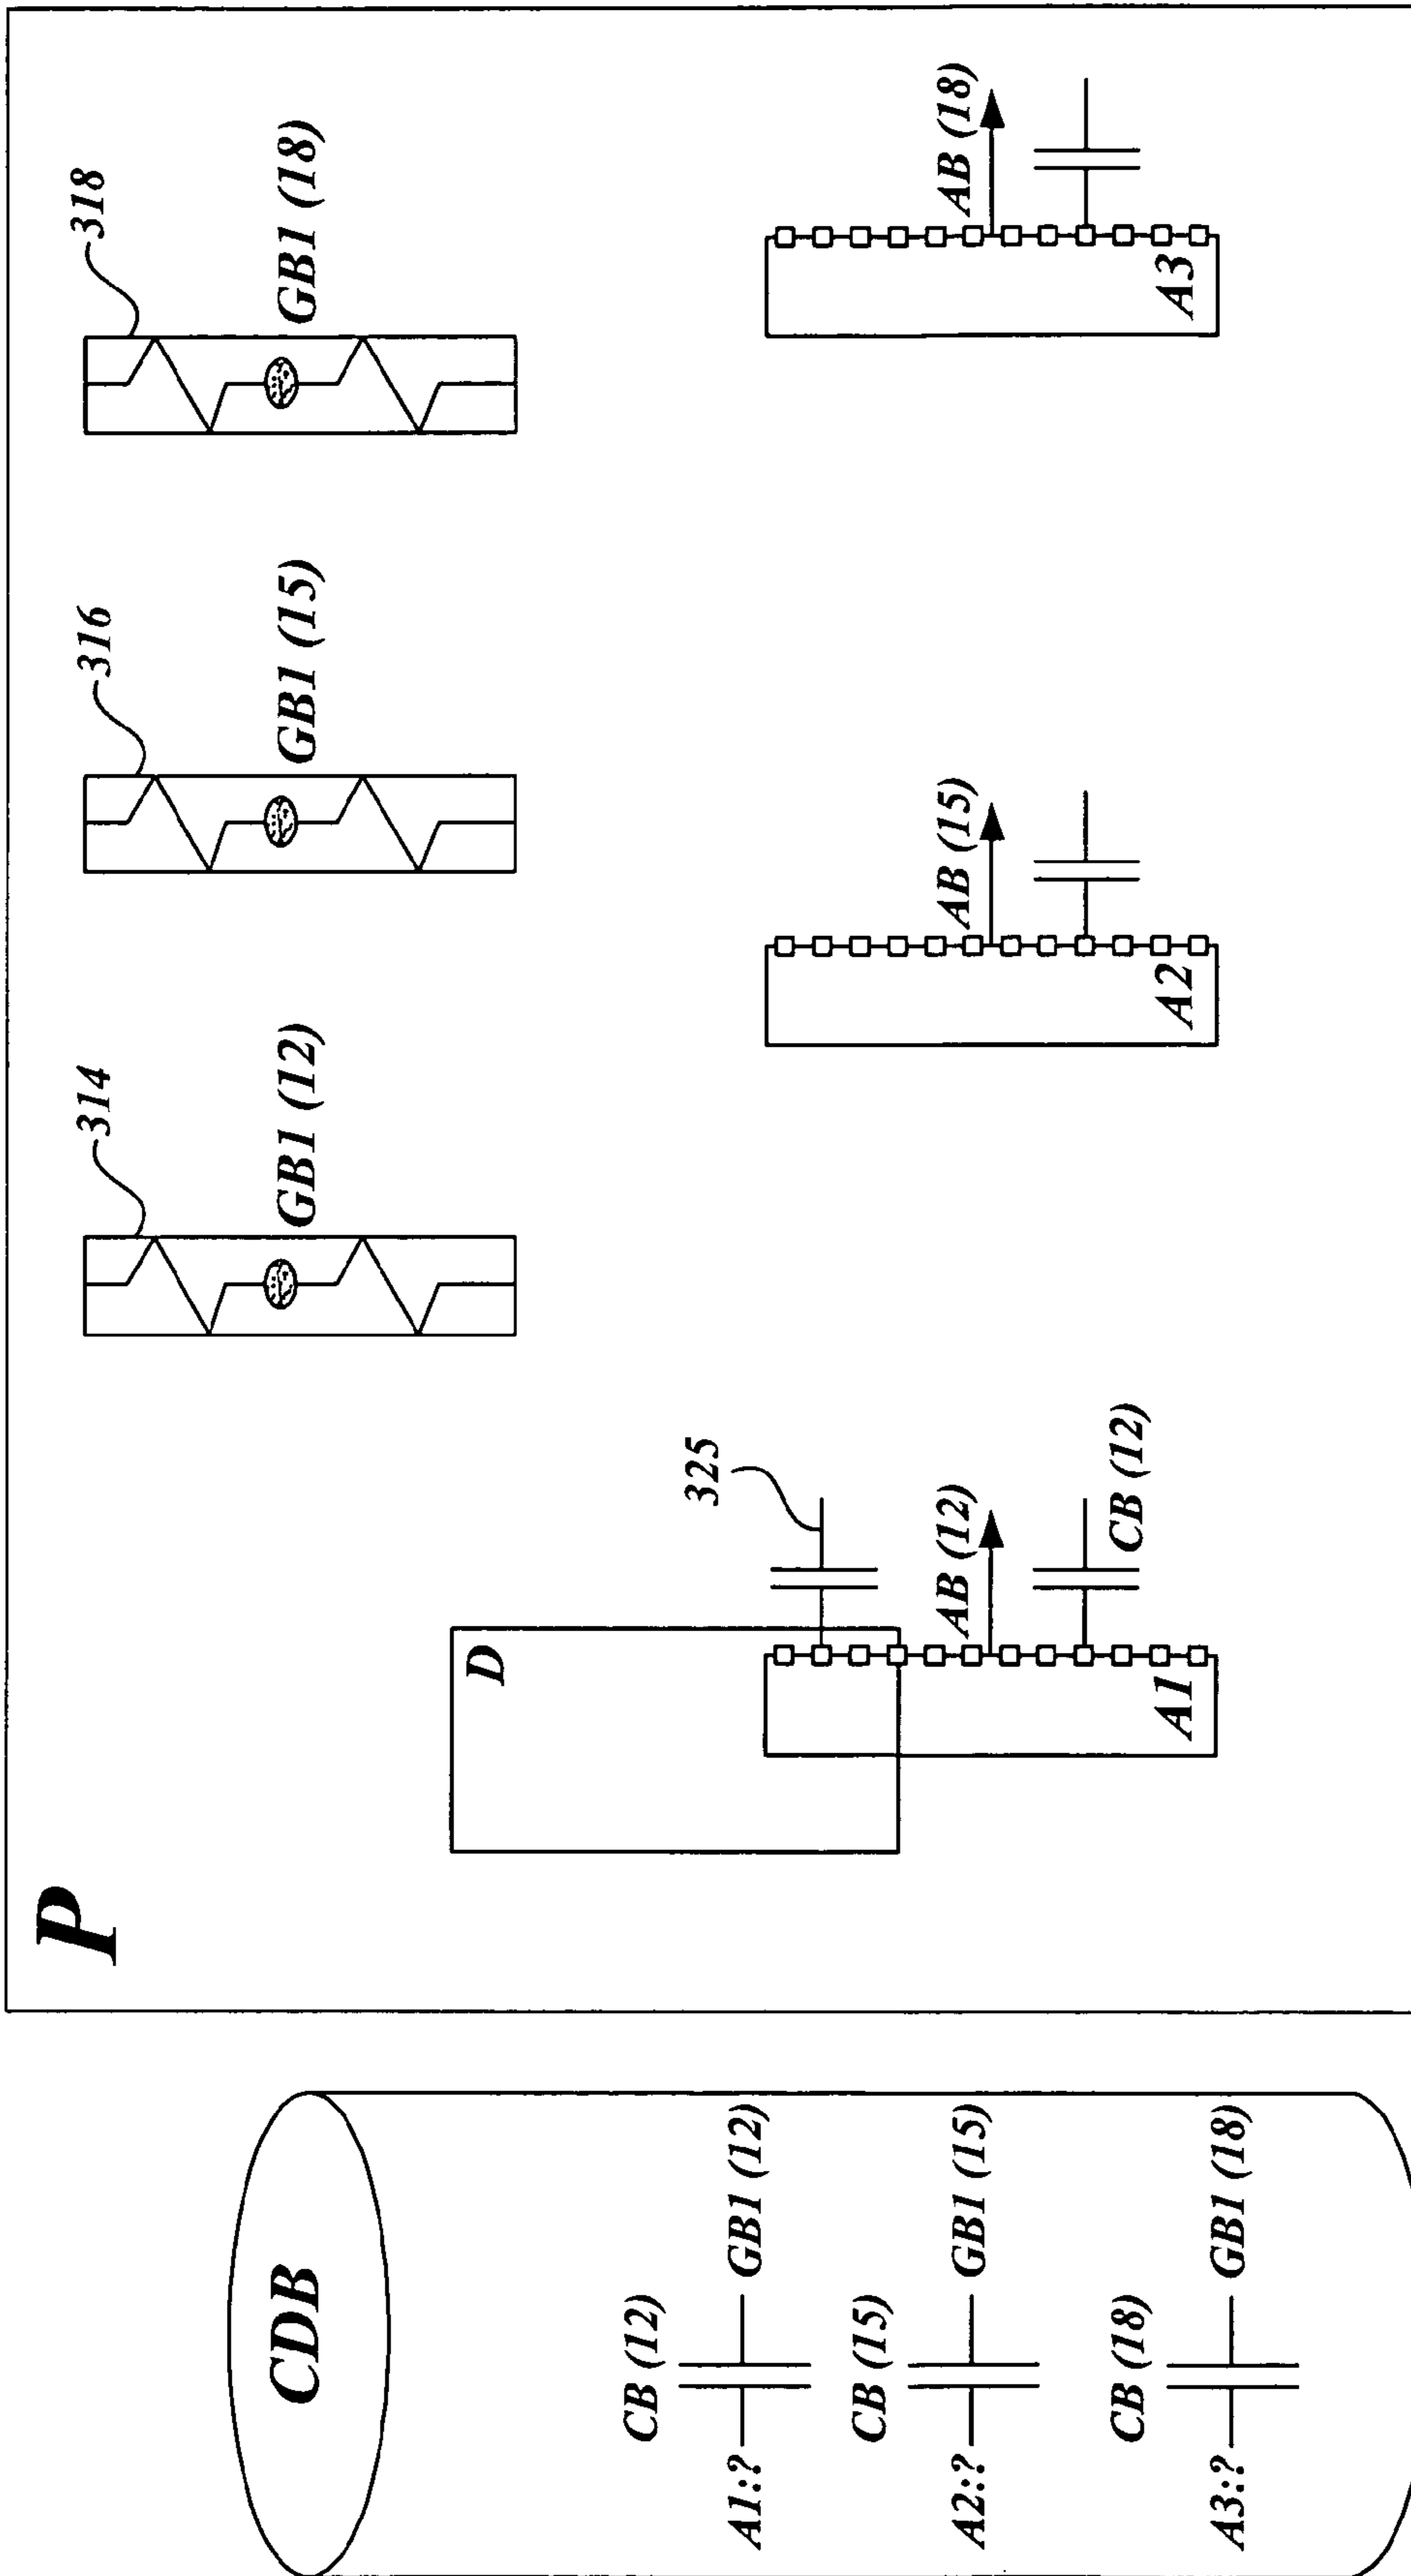 CDB
CB (12)
A1:?
GB1 (12)
CB (15)
A2:?
GB1 (15)
CB (18)
A3:?
GB1 (18)
P
314
GB1 (12)
316
GB1 (15)
318
GB1 (18)
D
325
AB (12)
CB (12)
A1
AB (15)
A2
AB (18)
A3